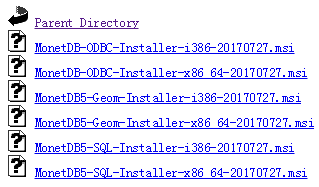 Parent Directory
MonetDB-ODBC-Installer-i386-20170727.msi
MonetDB-ODBC-Installer-x86_64-20170727.msi
MonetDB5-Geom-Installer-i386-20170727.msi
MonetDB5-Geom-Installer-x86_64-20170727.msi
MonetDB5-SQL-Installer-i386-20170727.msi
MonetDB5-SQL-Installer-x86_64-20170727.msi